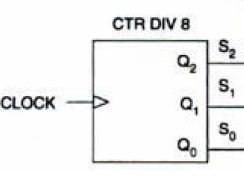 CTR DIV 8
Q2 S2
CLOCK Q1 S1
Q0 S0